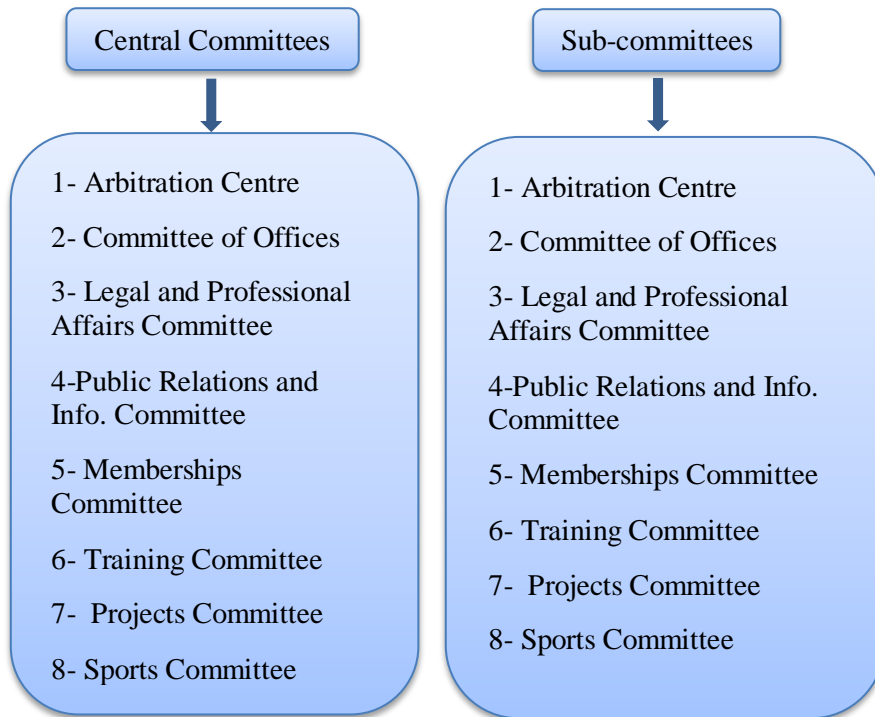 Central Committees
1- Arbitration Centre
2- Committee of Offices
3- Legal and Professional
Affairs Committee
4-Public Relations and
Info. Committee
5- Memberships
Committee
6- Training Committee
7-  Projects Committee
8- Sports Committee
Sub-committees
1- Arbitration Centre
2- Committee of Offices
3- Legal and Professional
Affairs Committee
4-Public Relations and Info.
Committee
5- Memberships Committee
6- Training Committee
7-  Projects Committee
8- Sports Committee